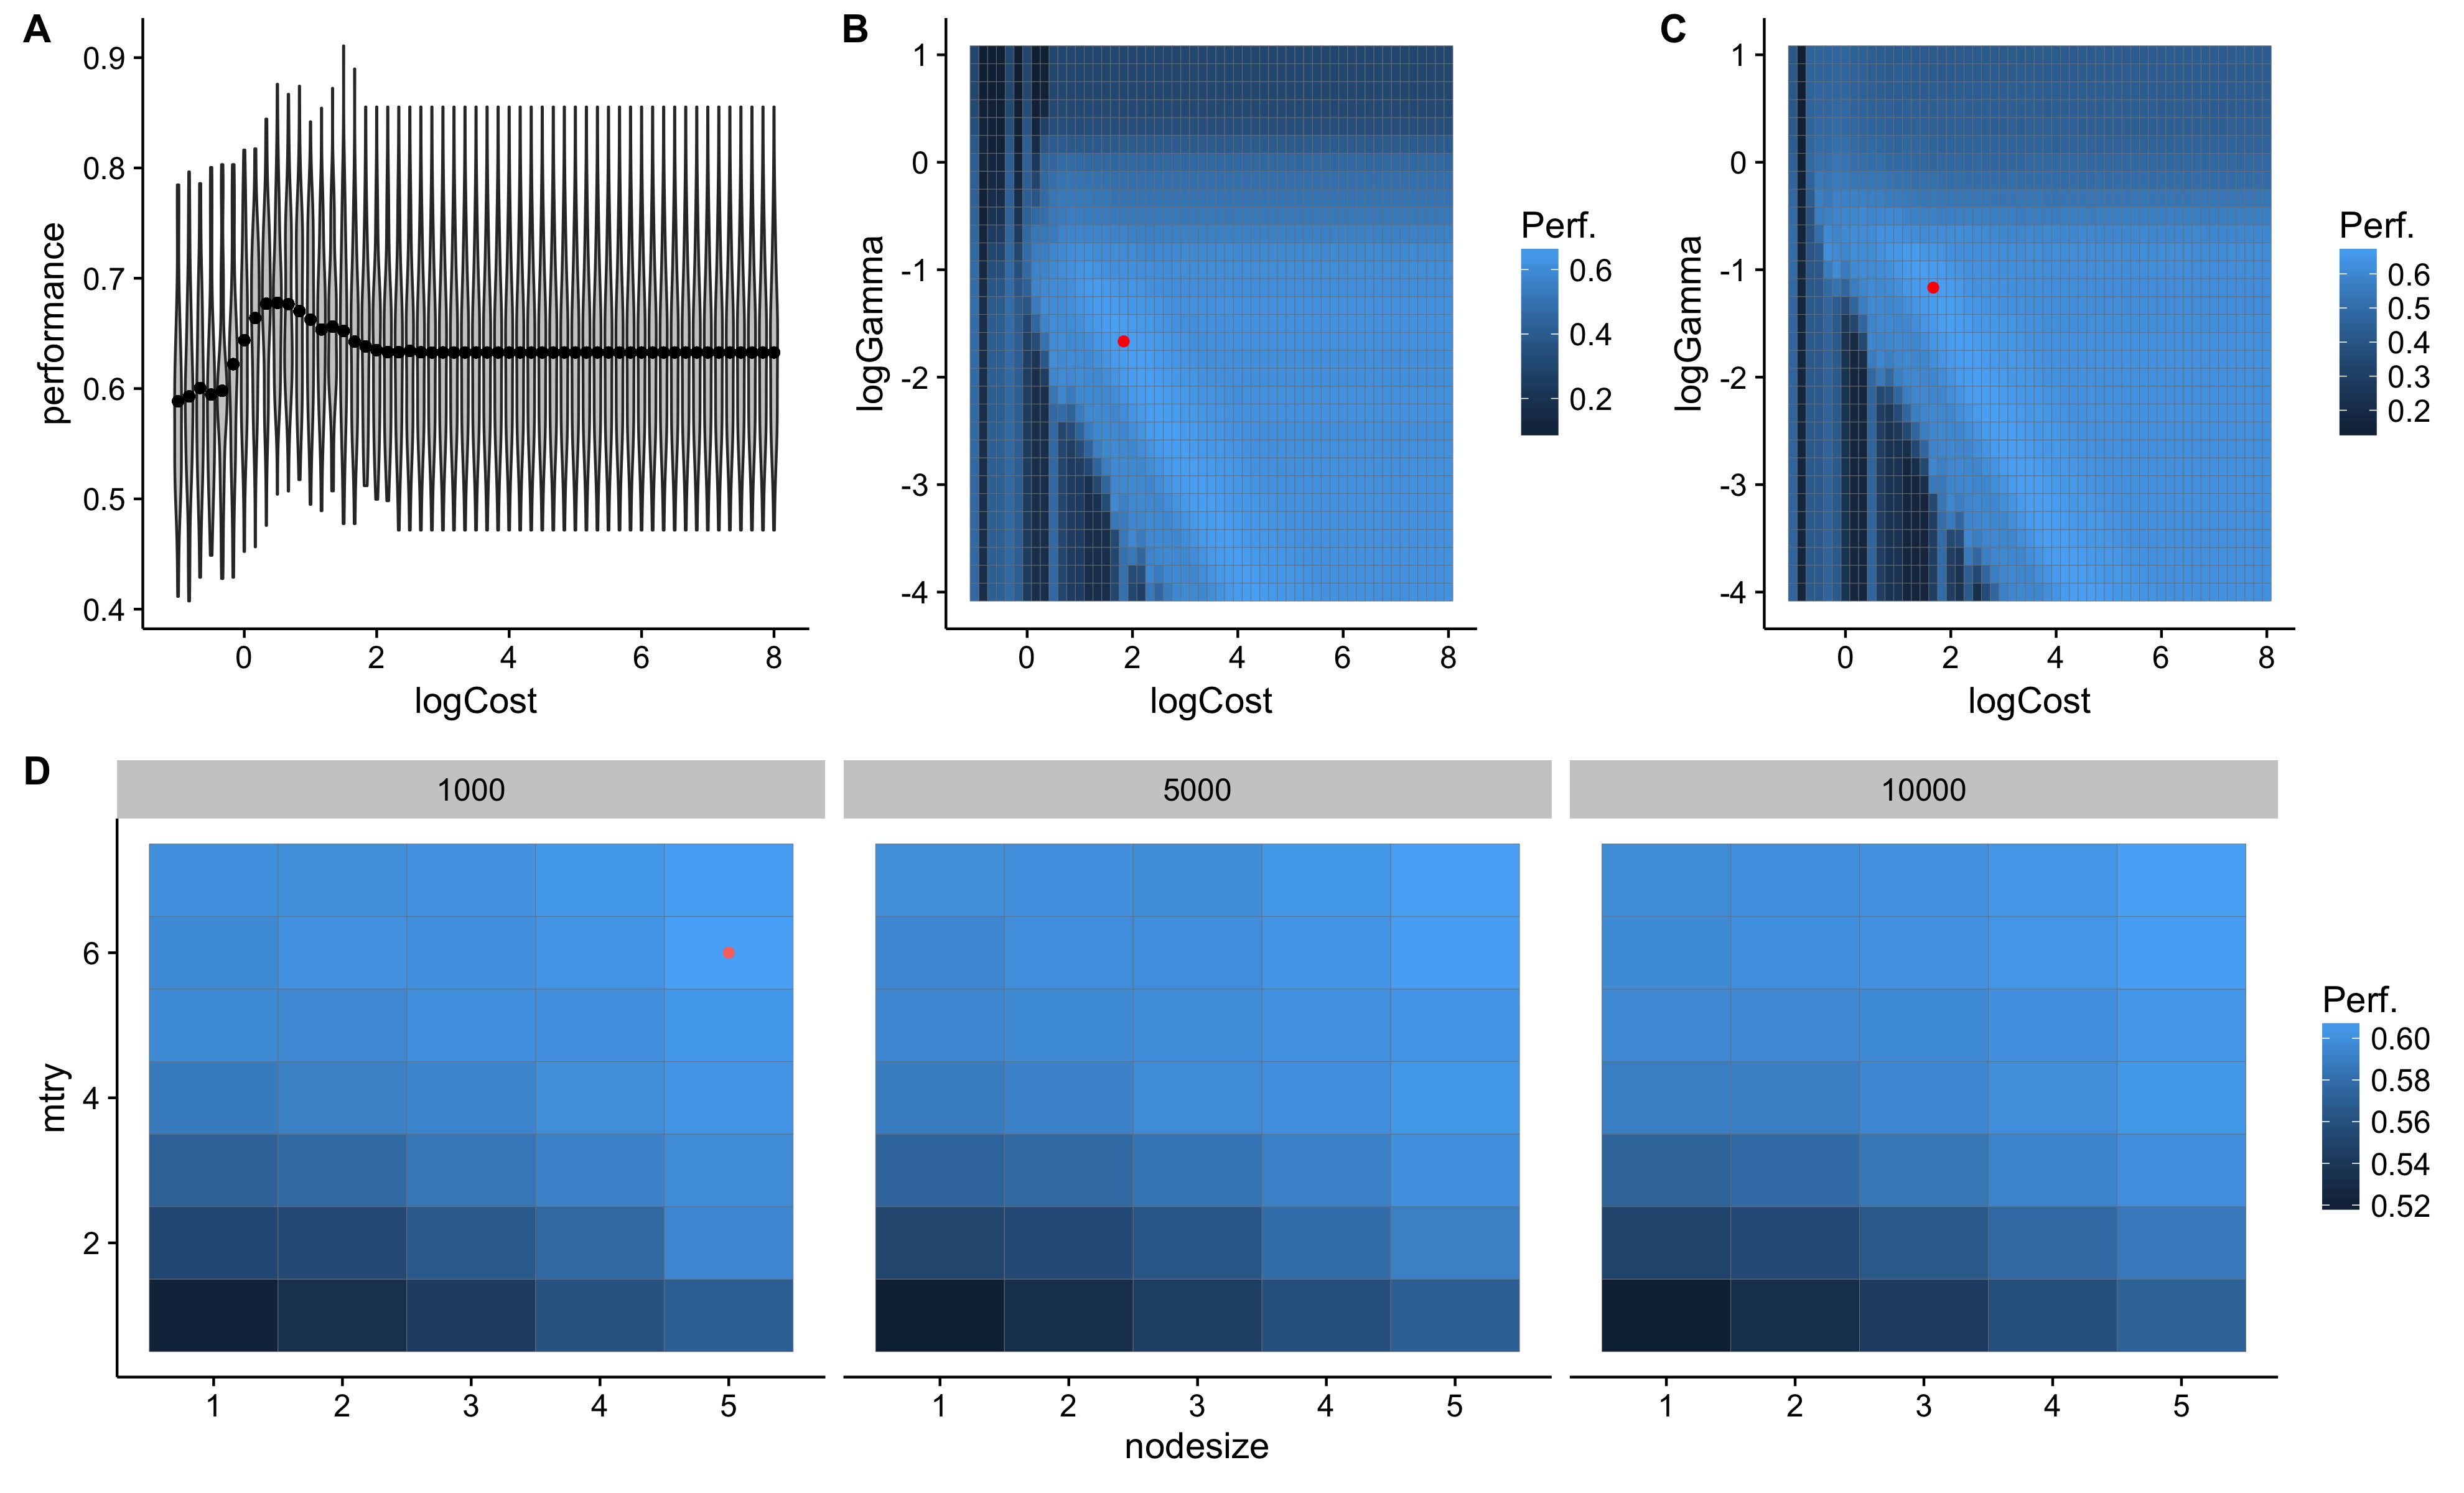 A
performance
0.9
0.8
0.7
0.6
0.5
0.4
0 2 4 6 8
logCost
B
logGamma
1
0
-1
-2
-3
-4
0 2 4 6 8
logCost
Perf.
0.6
0.4
0.2
C
logGamma
1
0
-1
-2
-3
-4
0 2 4 6 8
logCost
Perf.
0.6
0.5
0.4
0.3
0.2
D
1000 5000 10000
mtry
6
4
2
1 2 3 4 5 1 2 3 4 5 1 2 3 4 5
nodesize
Perf.
0.60
0.58
0.56
0.54
0.52